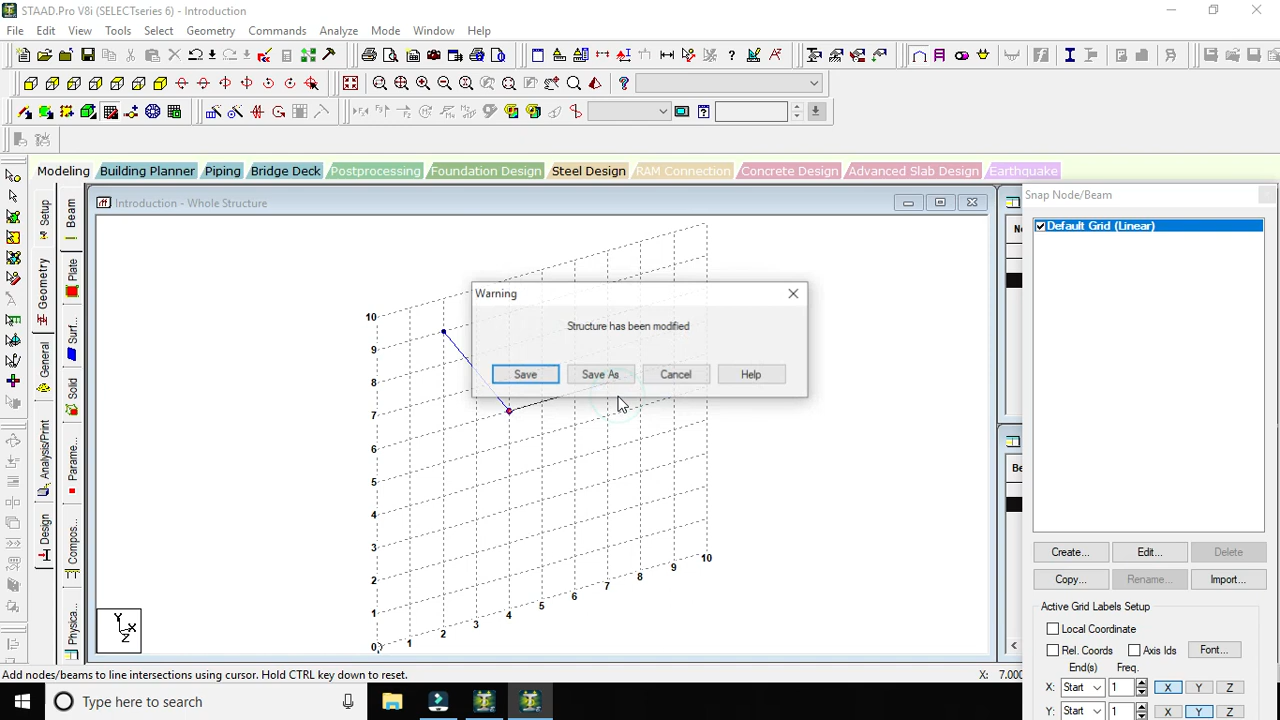 STAAD.Pro V8i (SELECTseries 6) - Introduction
File Edit View Tools Select Geometry Commands Analyze Mode Window Help
Modeling Building Planner Piping Bridge Deck Postprocessing Foundation Design Steel Design RAM Connection Concrete Design Advanced Slab Design Earthquake
Setup
Geometry
General
Analysis/Print
Design
Beam
Plate
Surf...
Solid
Parame...
Compos...
Physica...
Introduction - Whole Structure
10
9
8
7
6
5
4
3
2
1
0
1
2
3
4
5
6
7
8
9
10
Y
X
Z
Warning
Structure has been modified
Save Save As Cancel Help
No
Be
Snap Node/Beam
Default Grid (Linear)
Create... Edit... Delete
Copy... Rename... Import...
Active Grid Labels Setup
Local Coordinate
Rel. Coords Axis Ids Font...
End(s) Freq.
X: Start 1 X Y Z
Y: Start 1 X Y Z
Add nodes/beams to line intersections using cursor. Hold CTRL key down to reset.
X: 7.000
Type here to search